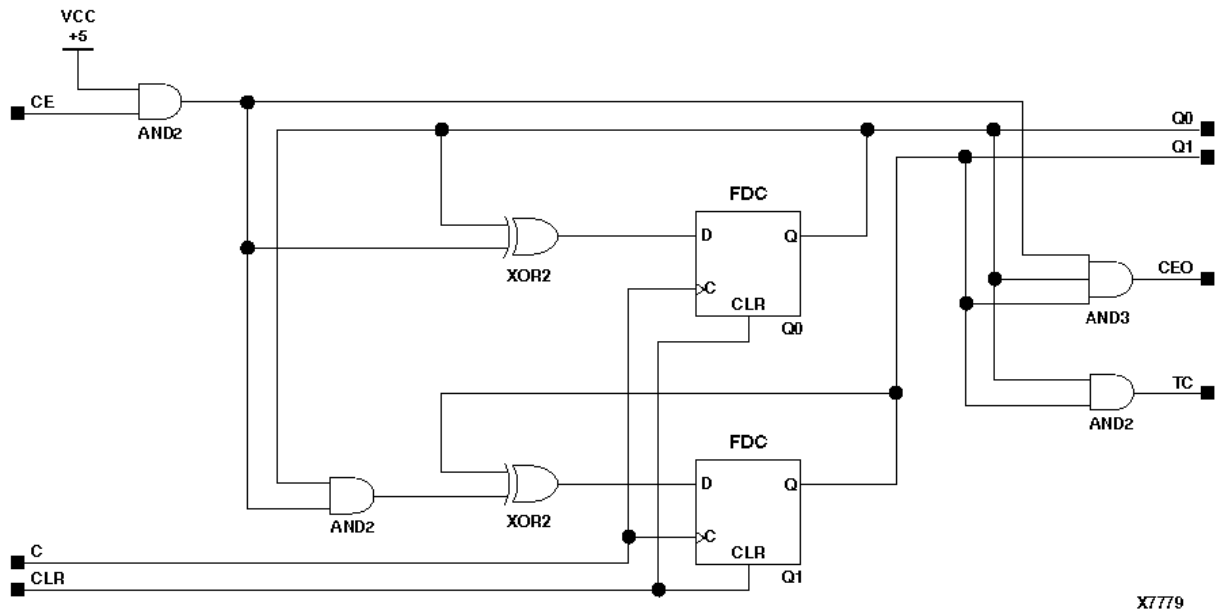 VCC
+5
CE
AND2
Q0
Q1
FDC
D
Q
XOR2
C
CLR
Q0
CEO
AND3
TC
AND2
FDC
D
Q
AND2
XOR2
C
CLR
Q1
C
CLR
X7779